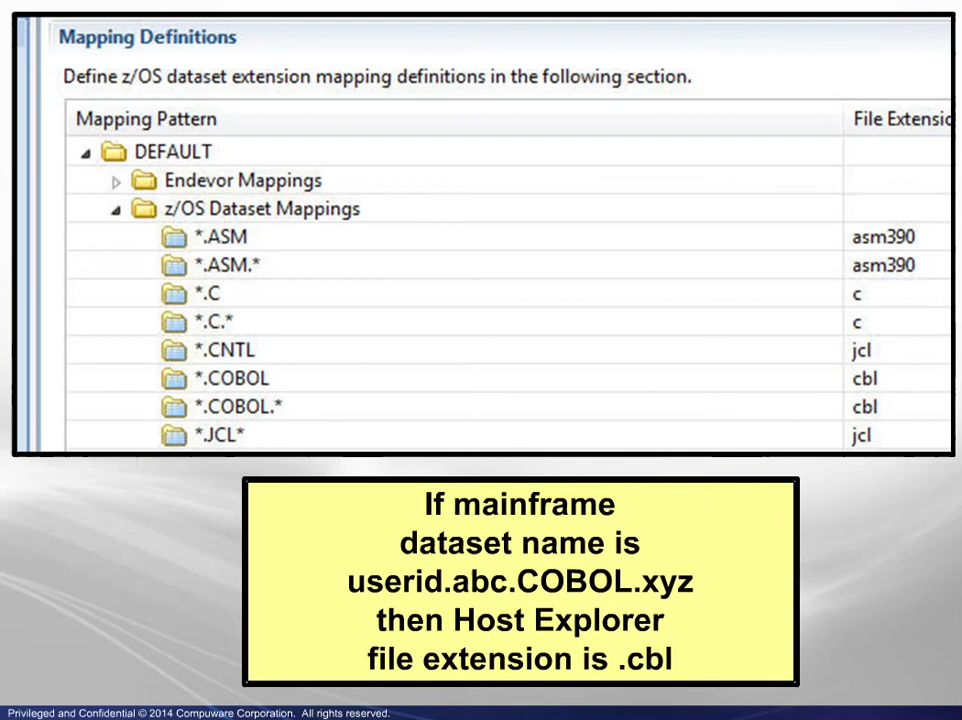 Mapping Definitions
Define z/OS dataset extension mapping definitions in the following section.
Mapping Pattern File Extensio
DEFAULT
Endevor Mappings
z/OS Dataset Mappings
*.ASM asm390
*.ASM.* asm390
*.C c
*.C.* c
*.CNTL jcl
*.COBOL cbl
*.COBOL.* cbl
*.JCL* jcl
If mainframe
dataset name is
userid.abc.COBOL.xyz
then Host Explorer
file extension is .cbl
Privileged and Confidential © 2014 Compuware Corporation. All rights reserved.